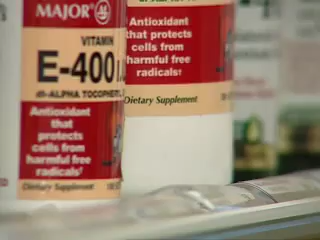 MAJOR®
VITAMIN
E-400 I.U
dl-ALPHA TOCOPHERYL
Antioxidant
that
protects
cells from
harmful free
radicals†
Dietary Supplement
Antioxidant
that protects
cells from
harmful free
radicals†
Dietary Supplement